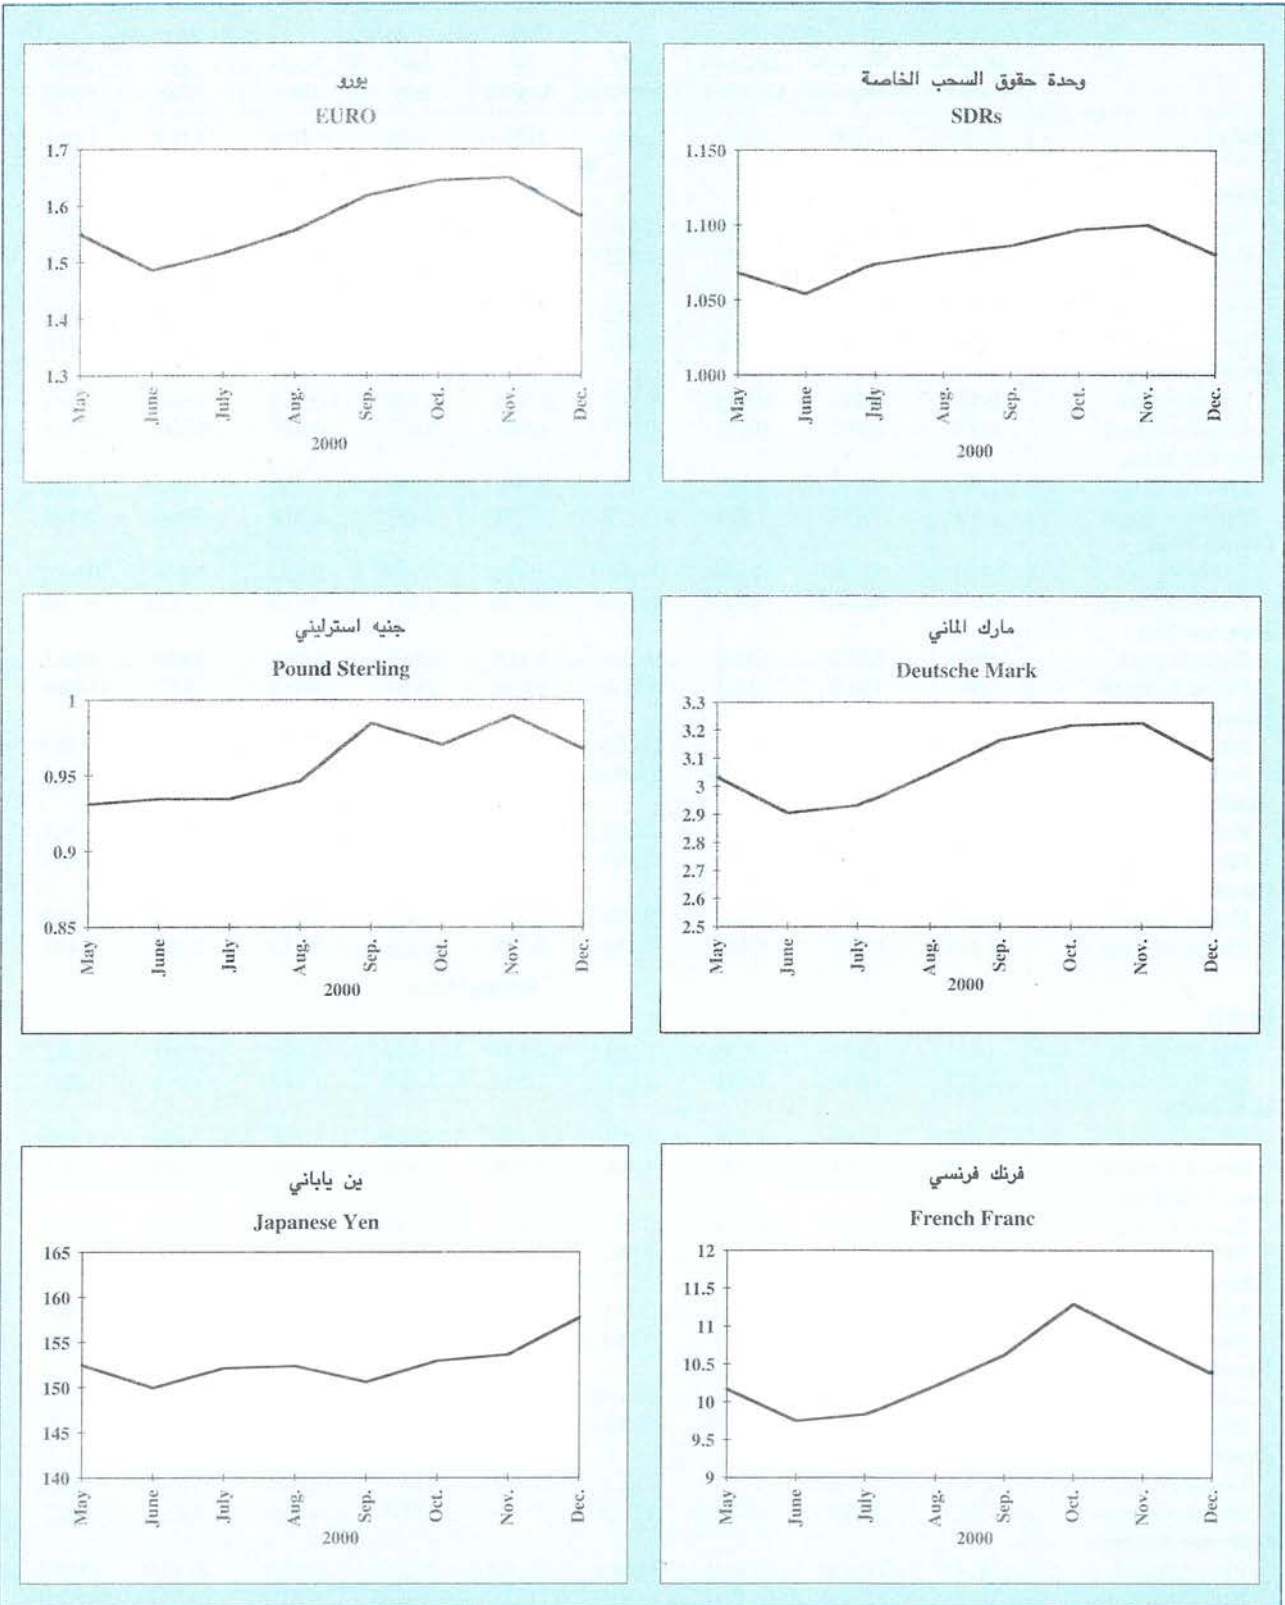 يورو
EURO
1.7
1.6
1.5
1.4
1.3
May
June
July
Aug.
Sep.
Oct.
Nov.
Dec.
2000
وحدة حقوق السحب الخاصة
SDRs
1.150
1.100
1.050
1.000
May
June
July
Aug.
Sep.
Oct.
Nov.
Dec.
2000
جنيه استرليني
Pound Sterling
1
0.95
0.9
0.85
May
June
July
Aug.
Sep.
Oct.
Nov.
Dec.
2000
مارك الماني
Deutsche Mark
3.3
3.2
3.1
3
2.9
2.8
2.7
2.6
2.5
May
June
July
Aug.
Sep.
Oct.
Nov.
Dec.
2000
ين ياباني
Japanese Yen
165
160
155
150
145
140
May
June
July
Aug.
Sep.
Oct.
Nov.
Dec.
2000
فرنك فرنسي
French Franc
12
11.5
11
10.5
10
9.5
9
May
June
July
Aug.
Sep.
Oct.
Nov.
Dec.
2000